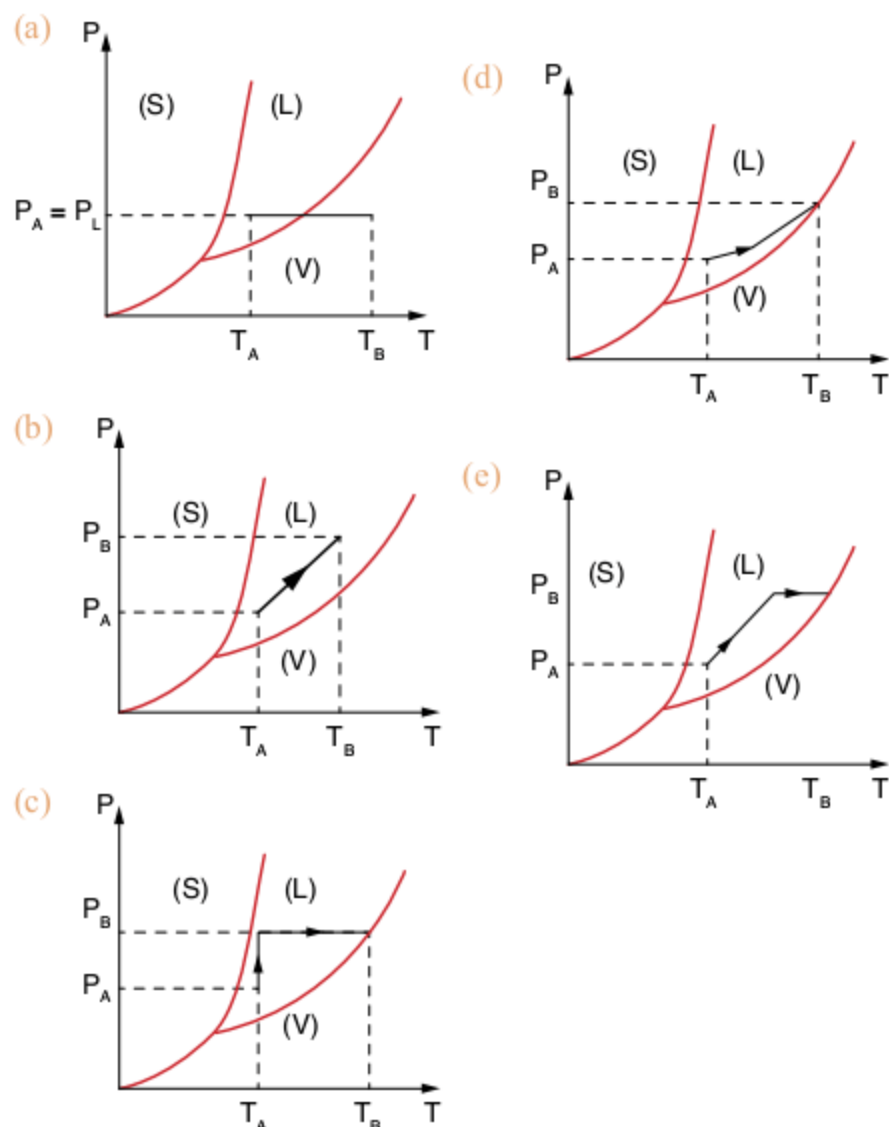 (a)
P
(S)
(L)
P_A = P_L
(V)
T_A
T_B
T
(b)
P
(S)
(L)
P_B
P_A
(V)
T_A
T_B
T
(c)
P
(S)
(L)
P_B
P_A
(V)
T_A
T_B
T
(d)
P
(S)
(L)
P_B
P_A
(V)
T_A
T_B
T
(e)
P
(S)
(L)
P_B
P_A
(V)
T_A
T_B
T